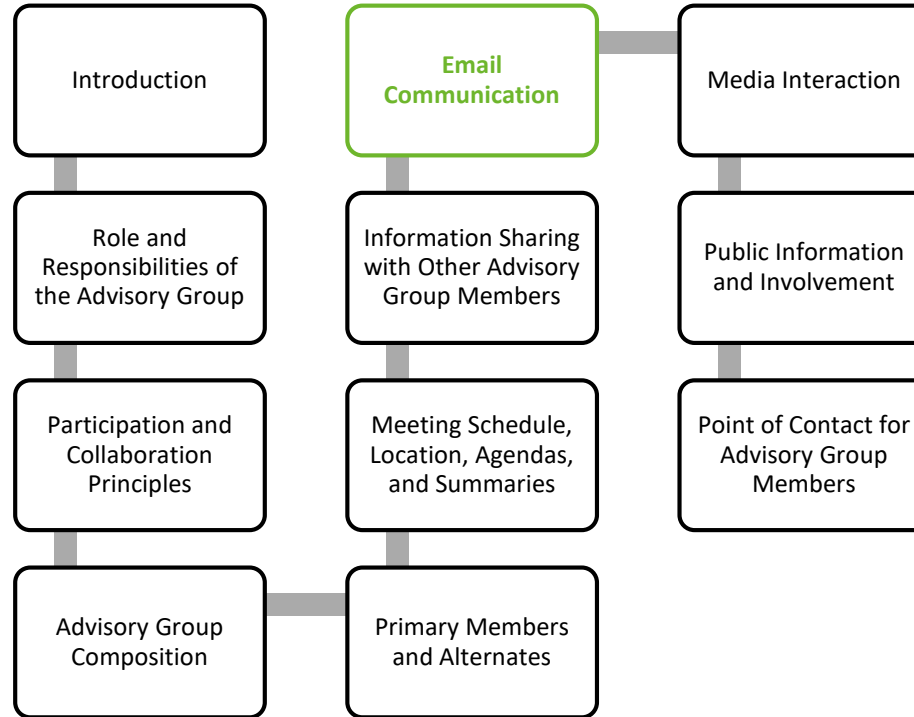 Introduction
Role and
Responsibilities of
the Advisory Group
Participation and
Collaboration
Principles
Advisory Group
Composition
Primary Members
and Alternates
Meeting Schedule,
Location, Agendas,
and Summaries
Information Sharing
with Other Advisory
Group Members
Email
Communication
Media Interaction
Public Information
and Involvement
Point of Contact for
Advisory Group
Members